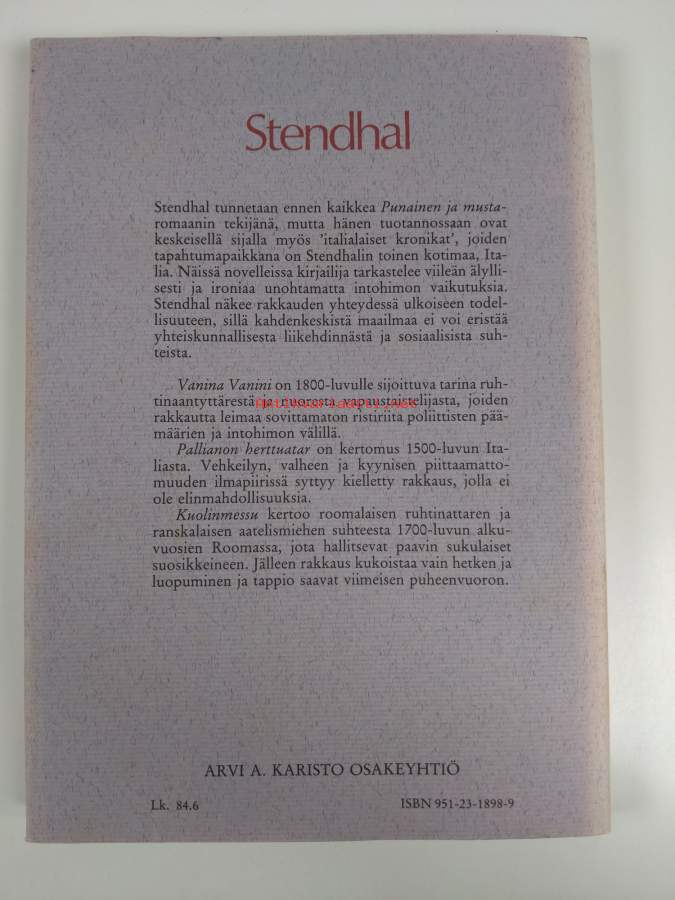 Stendhal
Stendhal tunnetaan ennen kaikkea Punainen ja musta-
romaanin tekijänä, mutta hänen tuotannossaan ovat
keskeisellä sijalla myös 'italialaiset kronikat', joiden
tapahtumapaikkana on Stendhalin toinen kotimaa, Ita-
lia. Näissä novelleissa kirjailija tarkastelee viileän älylli-
sesti ja ironiaa unohtamatta intohimon vaikutuksia.
Stendhal näkee rakkauden yhteydessä ulkoiseen todel-
lisuuteen, sillä kahdenkeskistä maailmaa ei voi eristää
yhteiskunnallisesta liikehdinnästä ja sosiaalisista suh-
teista.
Vanina Vanini on 1800-luvulle sijoittuva tarina ruh-
tinaantyttärestä ja nuoresta vapaustaistelijasta, joiden
rakkautta leimaa sovittamaton ristiriita poliittisten pää-
määrien ja intohimon välillä.
Pallianon herttuatar on kertomus 1500-luvun Ita-
liasta. Vehkeilyn, valheen ja kyynisen piittaamatto-
muuden ilmapiirissä syttyy kielletty rakkaus, jolla ei
ole elinmahdollisuuksia.
Kuolinmessu kertoo roomalaisen ruhtinattaren ja
ranskalaisen aatelismiehen suhteesta 1700-luvun alku-
vuosien Roomassa, jota hallitsevat paavin sukulaiset
suosikkeineen. Jälleen rakkaus kukoistaa vain hetken ja
luopuminen ja tappio saavat viimeisen puheenvuoron.
ARVI A. KARISTO OSAKEYHTIÖ
Lk. 84.6 ISBN 951-23-1898-9